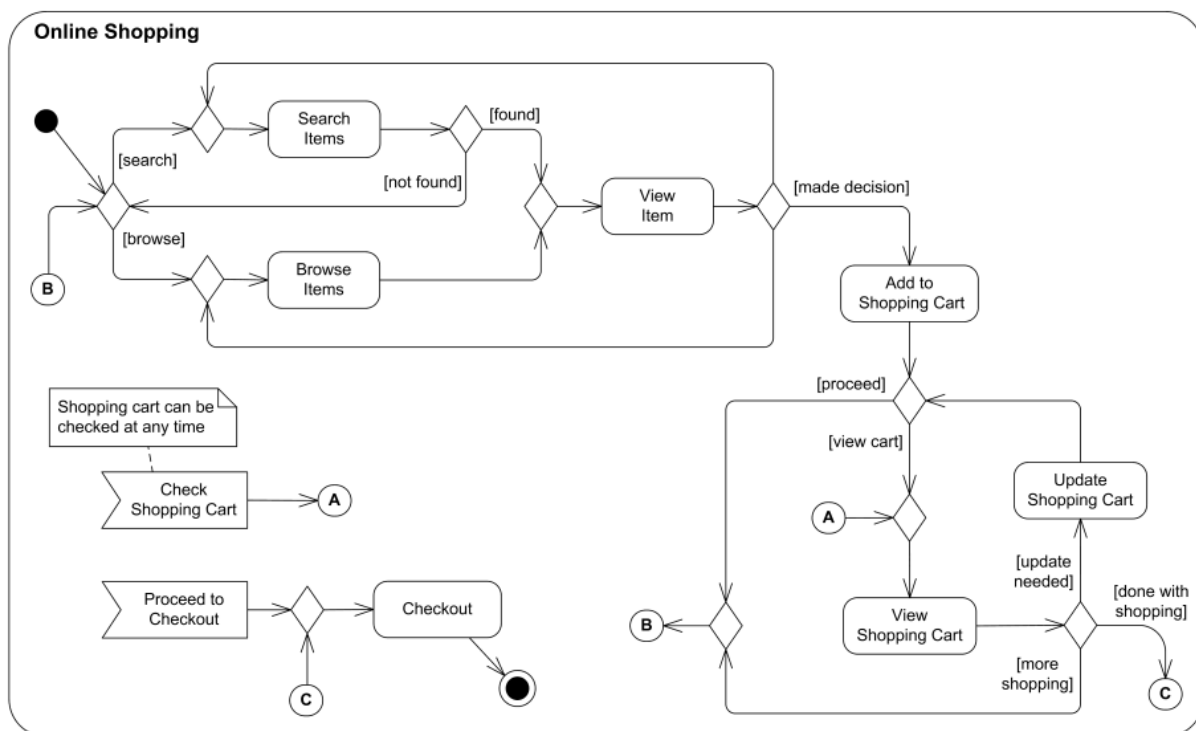 Online Shopping
[search]
Search
Items
[found]
[not found]
[browse]
Browse
Items
View
Item
[made decision]
B
Add to
Shopping Cart
[proceed]
[view cart]
Shopping cart can be
checked at any time
Check
Shopping Cart
A
A
Update
Shopping Cart
[update
needed]
[done with
shopping]
Proceed to
Checkout
Checkout
B
View
Shopping Cart
[more
shopping]
C
C